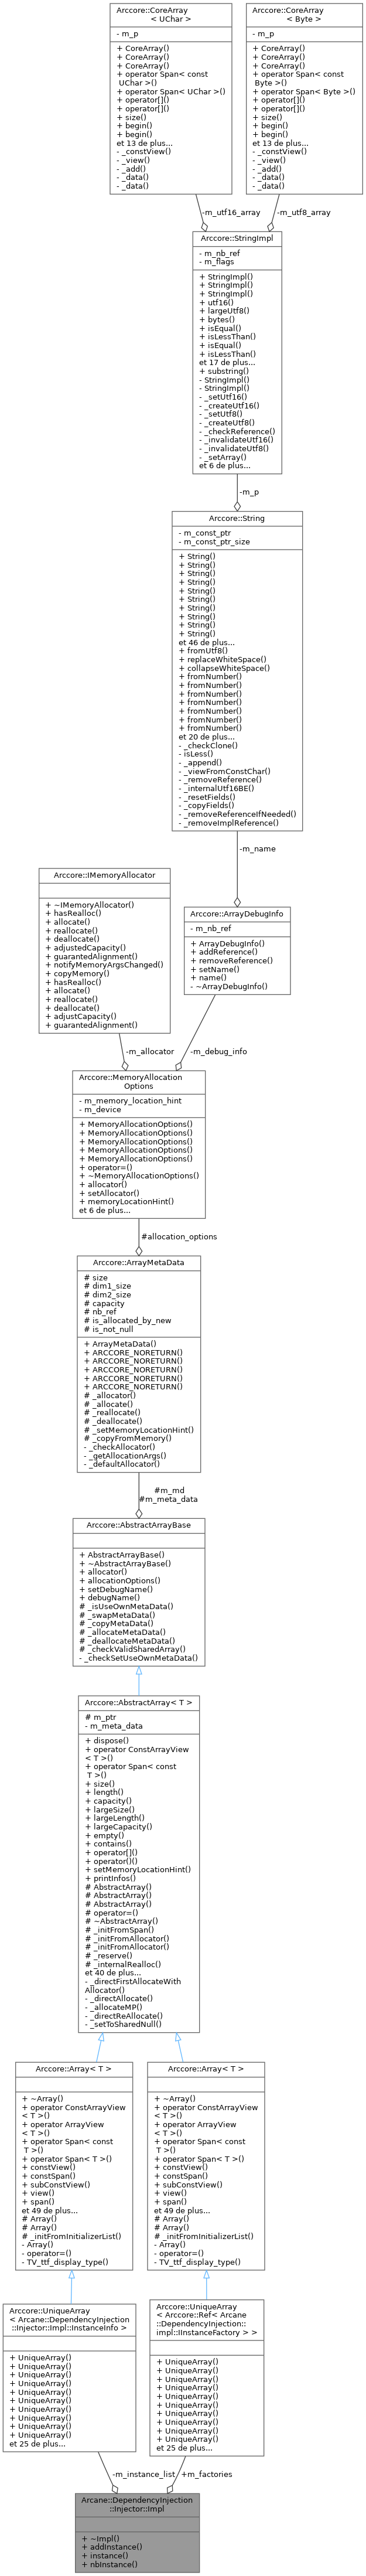 Arccore::CoreArray
< UChar >
- m_p
+ CoreArray()
+ CoreArray()
+ CoreArray()
+ operator Span< const
UChar >()
+ operator Span< UChar >()
+ operator[]()
+ operator[]()
+ size()
+ begin()
+ begin()
et 13 de plus...
- _constView()
- _view()
- _add()
- _data()
- _data()
Arccore::CoreArray
< Byte >
- m_p
+ CoreArray()
+ CoreArray()
+ CoreArray()
+ operator Span< const
Byte >()
+ operator Span< Byte >()
+ operator[]()
+ operator[]()
+ size()
+ begin()
+ begin()
et 13 de plus...
- _constView()
- _view()
- _add()
- _data()
- _data()
-m_utf16_array
-m_utf8_array
Arccore::StringImpl
- m_nb_ref
- m_flags
+ StringImpl()
+ StringImpl()
+ StringImpl()
+ utf16()
+ largeUtf8()
+ bytes()
+ isEqual()
+ isLessThan()
+ isEqual()
+ isLessThan()
et 17 de plus...
+ substring()
- StringImpl()
- StringImpl()
- _setUtf16()
- _createUtf16()
- _setUtf8()
- _createUtf8()
- _checkReference()
- _invalidateUtf16()
- _invalidateUtf8()
- _setArray()
et 6 de plus...
-m_p
Arccore::String
- m_const_ptr
- m_const_ptr_size
+ String()
+ String()
+ String()
+ String()
+ String()
+ String()
+ String()
+ String()
+ String()
+ String()
et 46 de plus...
+ fromUtf8()
+ replaceWhiteSpace()
+ collapseWhiteSpace()
+ fromNumber()
+ fromNumber()
+ fromNumber()
+ fromNumber()
+ fromNumber()
+ fromNumber()
+ fromNumber()
et 20 de plus...
- _checkClone()
- isLess()
- _append()
- _viewFromConstChar()
- _removeReference()
- _internalUtf16BE()
- _resetFields()
- _copyFields()
- _removeReferenceIfNeeded()
- _removeImplReference()
-m_name
Arccore::IMemoryAllocator
+ ~IMemoryAllocator()
+ hasRealloc()
+ allocate()
+ reallocate()
+ deallocate()
+ adjustedCapacity()
+ guarantedAlignment()
+ notifyMemoryArgsChanged()
+ copyMemory()
+ hasRealloc()
+ allocate()
+ reallocate()
+ deallocate()
+ adjustCapacity()
+ guarantedAlignment()
Arccore::ArrayDebugInfo
- m_nb_ref
+ ArrayDebugInfo()
+ addReference()
+ removeReference()
+ setName()
+ name()
- ~ArrayDebugInfo()
-m_allocator
-m_debug_info
Arccore::MemoryAllocation
Options
- m_memory_location_hint
- m_device
+ MemoryAllocationOptions()
+ MemoryAllocationOptions()
+ MemoryAllocationOptions()
+ MemoryAllocationOptions()
+ MemoryAllocationOptions()
+ operator=()
+ ~MemoryAllocationOptions()
+ allocator()
+ setAllocator()
+ memoryLocationHint()
et 6 de plus...
#allocation_options
Arccore::ArrayMetaData
# size
# dim1_size
# dim2_size
# capacity
# nb_ref
# is_allocated_by_new
# is_not_null
+ ArrayMetaData()
+ ARCCORE_NORETURN()
+ ARCCORE_NORETURN()
+ ARCCORE_NORETURN()
+ ARCCORE_NORETURN()
+ ARCCORE_NORETURN()
# _allocator()
# _allocate()
# _reallocate()
# _deallocate()
# _setMemoryLocationHint()
# _copyFromMemory()
- _checkAllocator()
- _getAllocationArgs()
- _defaultAllocator()
#m_md
#m_meta_data
Arccore::AbstractArrayBase
+ AbstractArrayBase()
+ ~AbstractArrayBase()
+ allocator()
+ allocationOptions()
+ setDebugName()
+ debugName()
# _isUseOwnMetaData()
# _swapMetaData()
# _copyMetaData()
# _allocateMetaData()
# _deallocateMetaData()
# _checkValidSharedArray()
- _checkSetUseOwnMetaData()
Arccore::AbstractArray< T >
# m_ptr
- m_meta_data
+ dispose()
+ operator ConstArrayView
< T >()
+ operator Span< const
T >()
+ size()
+ length()
+ capacity()
+ largeSize()
+ largeLength()
+ largeCapacity()
+ empty()
+ contains()
+ operator[]()
+ operator()()
+ setMemoryLocationHint()
+ printInfos()
# AbstractArray()
# AbstractArray()
# AbstractArray()
# operator=()
# ~AbstractArray()
# _initFromSpan()
# _initFromAllocator()
# _initFromAllocator()
# _reserve()
# _internalRealloc()
et 40 de plus...
- _directFirstAllocateWith
Allocator()
- _directAllocate()
- _allocateMP()
- _directReAllocate()
- _setToSharedNull()
Arccore::Array< T >
+ ~Array()
+ operator ConstArrayView
< T >()
+ operator ArrayView
< T >()
+ operator Span< const
T >()
+ operator Span< T >()
+ constView()
+ constSpan()
+ subConstView()
+ view()
+ span()
et 49 de plus...
# Array()
# Array()
# _initFromInitializerList()
- Array()
- operator=()
- TV_ttf_display_type()
Arccore::Array< T >
+ ~Array()
+ operator ConstArrayView
< T >()
+ operator ArrayView
< T >()
+ operator Span< const
T >()
+ operator Span< T >()
+ constView()
+ constSpan()
+ subConstView()
+ view()
+ span()
et 49 de plus...
# Array()
# Array()
# _initFromInitializerList()
- Array()
- operator=()
- TV_ttf_display_type()
Arccore::UniqueArray
< Arcane::DependencyInjection
::Injector::Impl::InstanceInfo >
+ UniqueArray()
+ UniqueArray()
+ UniqueArray()
+ UniqueArray()
+ UniqueArray()
+ UniqueArray()
+ UniqueArray()
+ UniqueArray()
+ UniqueArray()
+ UniqueArray()
et 25 de plus...
Arccore::UniqueArray
< Arccore::Ref< Arcane
::DependencyInjection::
impl::IInstanceFactory > >
+ UniqueArray()
+ UniqueArray()
+ UniqueArray()
+ UniqueArray()
+ UniqueArray()
+ UniqueArray()
+ UniqueArray()
+ UniqueArray()
+ UniqueArray()
+ UniqueArray()
et 25 de plus...
-m_instance_list
+m_factories
Arcane::DependencyInjection
::Injector::Impl
+ ~Impl()
+ addInstance()
+ instance()
+ nbInstance()